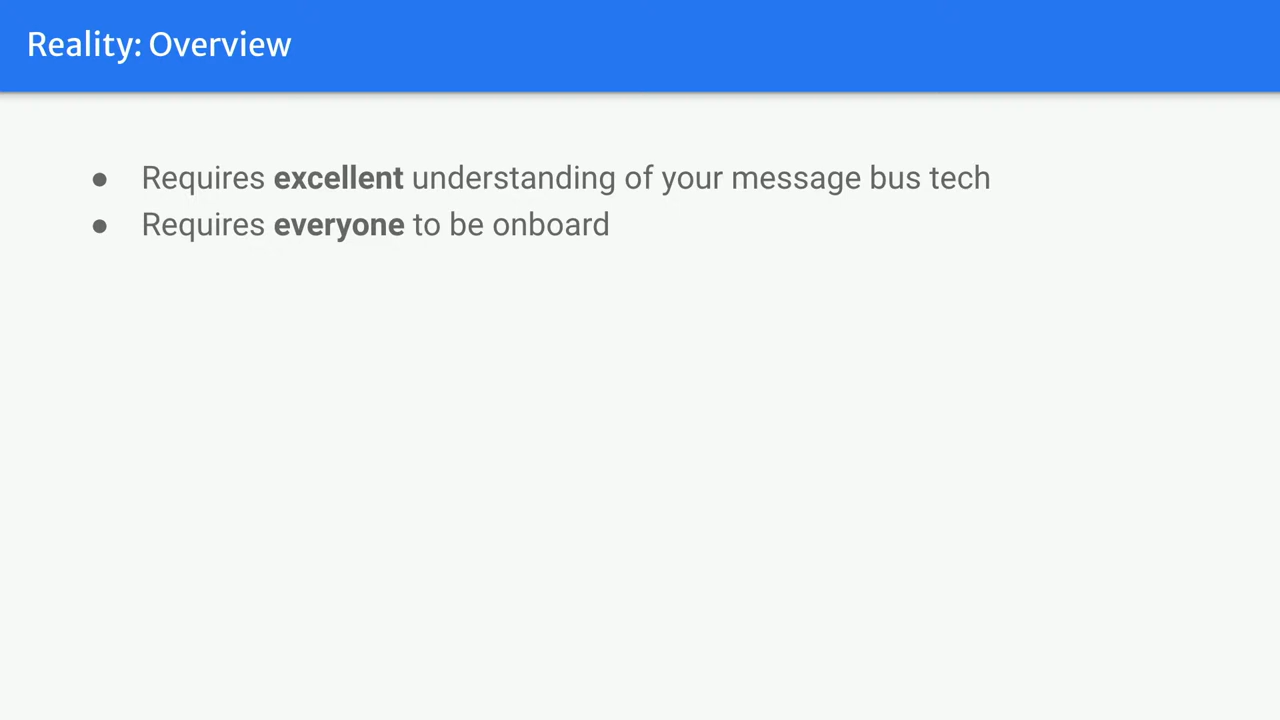 Reality: Overview
● Requires excellent understanding of your message bus tech
● Requires everyone to be onboard